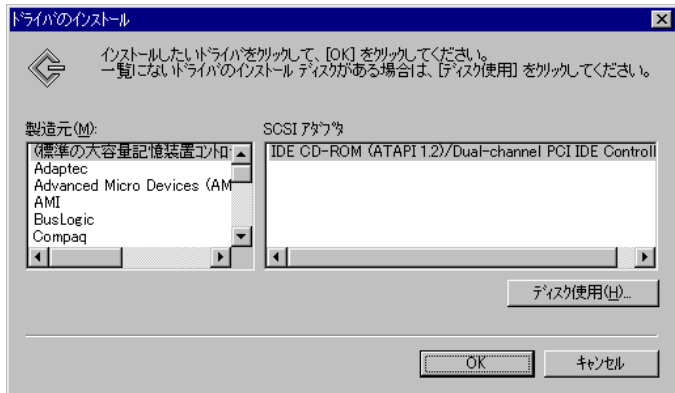 ドライバのインストール
インストールしたいドライバをクリックして、[OK] をクリックしてください。
一覧にないドライバのインストール ディスクがある場合は、[ディスク使用] をクリックしてください。
製造元(M):
SCSI アダプタ
(標準の大容量記憶装置コントロー
Adaptec
Advanced Micro Devices (AM
AMI
BusLogic
Compaq
IDE CD-ROM (ATAPI 1.2)/Dual-channel PCI IDE Controll
ディスク使用(H)...
OK
キャンセル